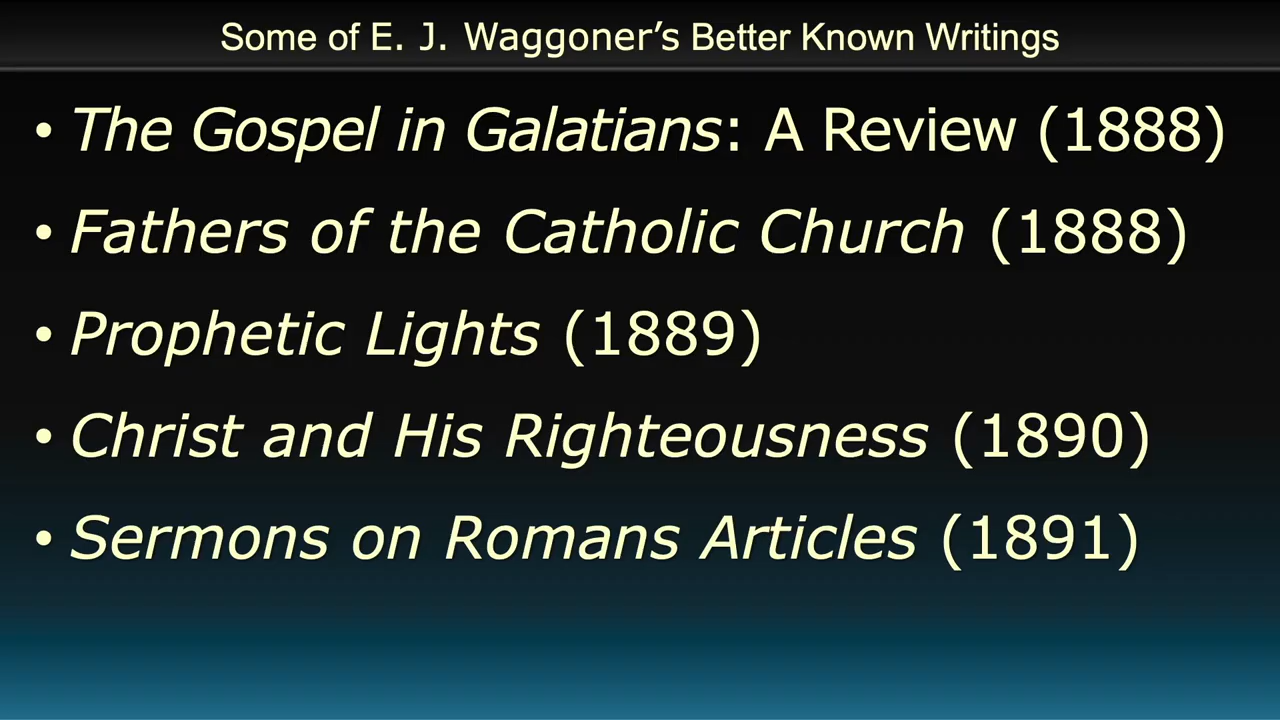 Some of E. J. Waggoner’s Better Known Writings
• The Gospel in Galatians: A Review (1888)
• Fathers of the Catholic Church (1888)
• Prophetic Lights (1889)
• Christ and His Righteousness (1890)
• Sermons on Romans Articles (1891)